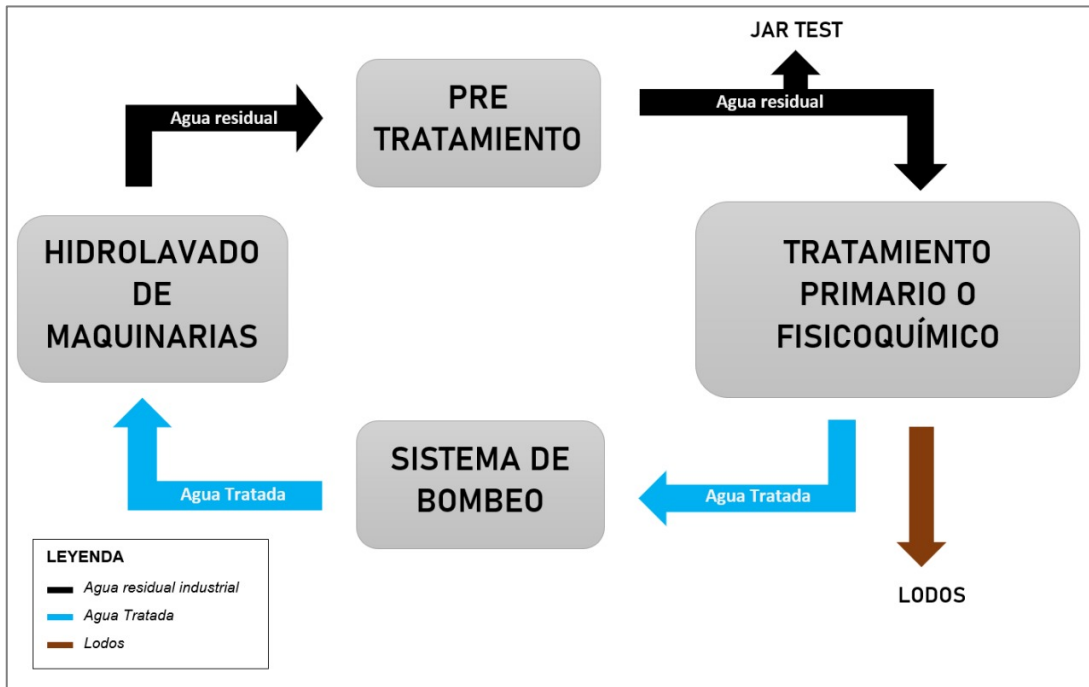 JAR TEST
PRE
TRATAMIENTO
Agua residual
Agua residual
HIDROLAVADO
DE
MAQUINARIAS
TRATAMIENTO
PRIMARIO O
FISICOQUÍMICO
SISTEMA DE
BOMBEO
Agua Tratada
Agua Tratada
LEYENDA
Agua residual industrial
Agua Tratada
Lodos
LODOS